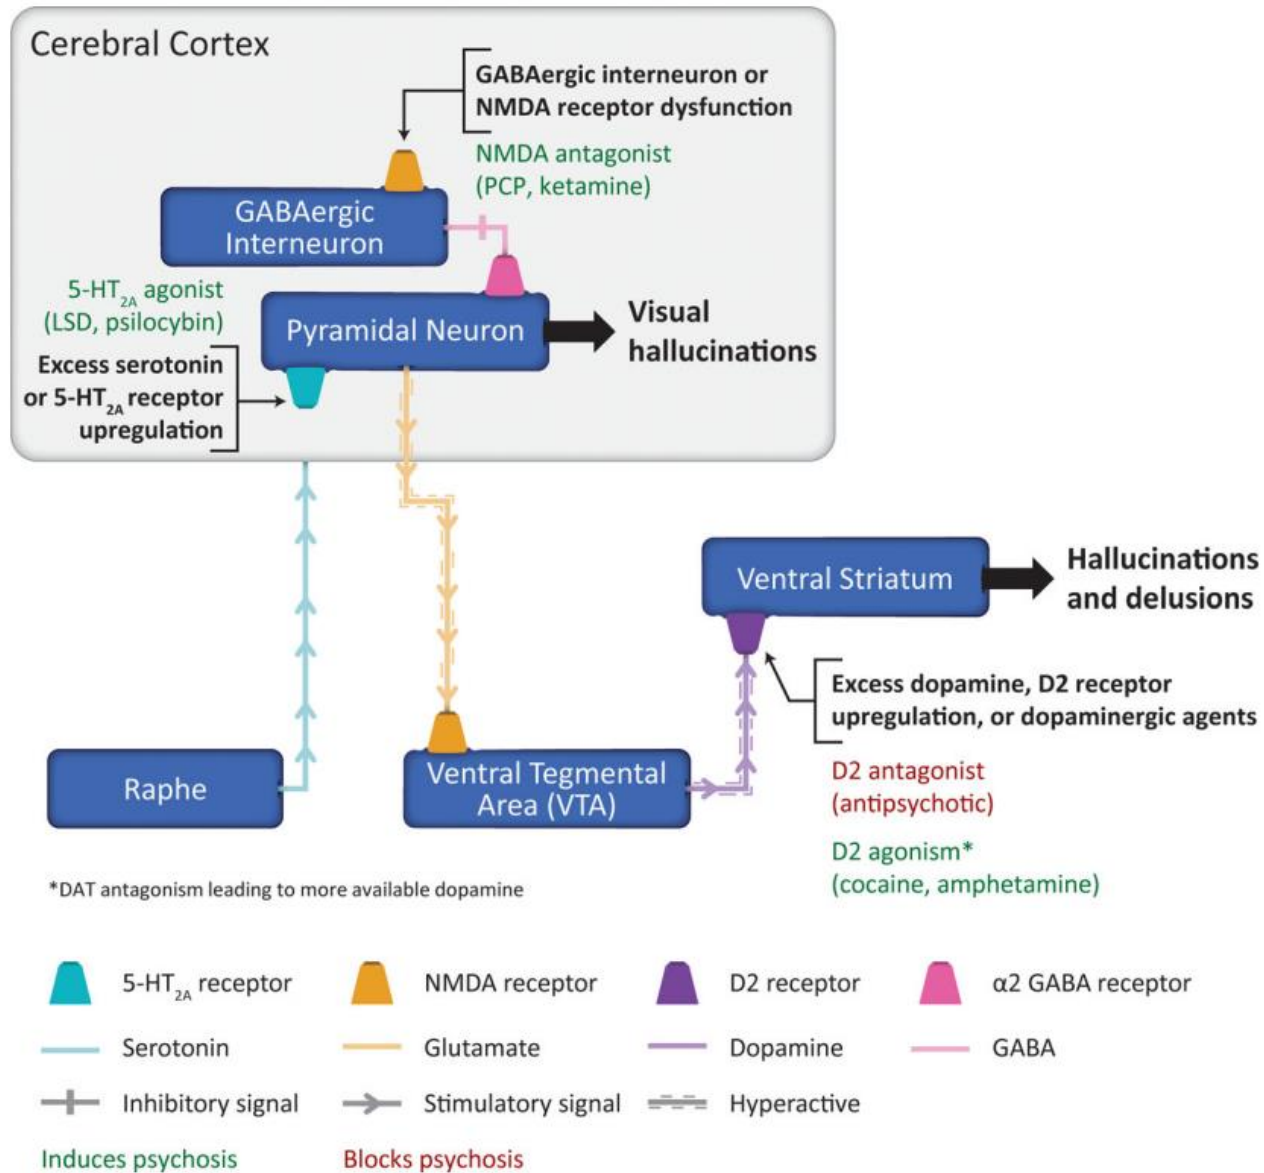 Cerebral Cortex
GABAergic interneuron or
NMDA receptor dysfunction
NMDA antagonist
(PCP, ketamine)
GABAergic
Interneuron
5-HT2A agonist
(LSD, psilocybin)
Pyramidal Neuron
Visual
hallucinations
Excess serotonin
or 5-HT2A receptor
upregulation
Ventral Striatum
Hallucinations
and delusions
Excess dopamine, D2 receptor
upregulation, or dopaminergic agents
Raphe
Ventral Tegmental
Area (VTA)
D2 antagonist
(antipsychotic)
D2 agonism*
(cocaine, amphetamine)
*DAT antagonism leading to more available dopamine
5-HT2A receptor
NMDA receptor
D2 receptor
α2 GABA receptor
Serotonin
Glutamate
Dopamine
GABA
Inhibitory signal
Stimulatory signal
Hyperactive
Induces psychosis
Blocks psychosis